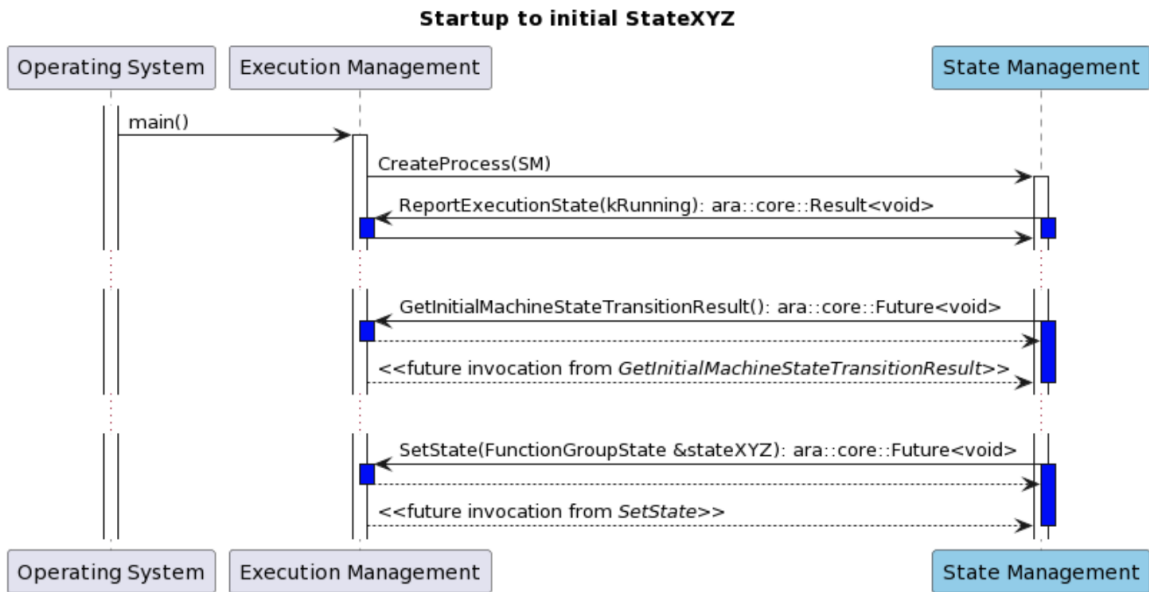 Startup to initial StateXYZ
Operating System
Execution Management
State Management
main()
CreateProcess(SM)
ReportExecutionState(kRunning): ara::core::Result<void>
GetInitialMachineStateTransitionResult(): ara::core::Future<void>
<<future invocation from GetInitialMachineStateTransitionResult>>
SetState(FunctionGroupState &stateXYZ): ara::core::Future<void>
<<future invocation from SetState>>
Operating System
Execution Management
State Management